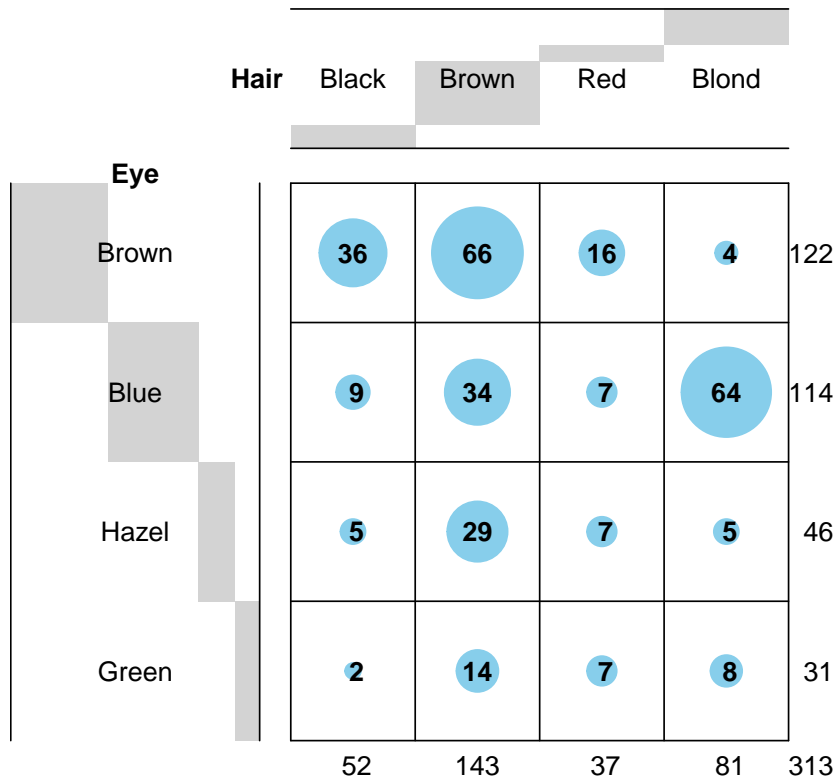 Hair Black Brown Red Blond
Eye
Brown 36 66 16 4 122
Blue 9 34 7 64 114
Hazel 5 29 7 5 46
Green 2 14 7 8 31
52 143 37 81 313